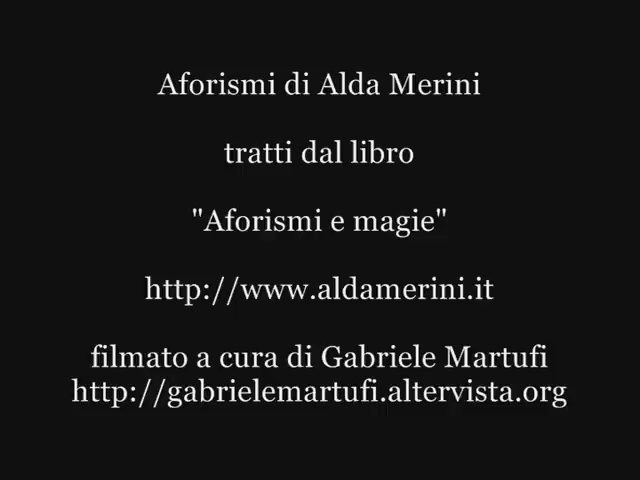 Aforismi di Alda Merini
tratti dal libro
"Aforismi e magie"
http://www.aldamerini.it
filmato a cura di Gabriele Martufi
http://gabrielemartufi.altervista.org